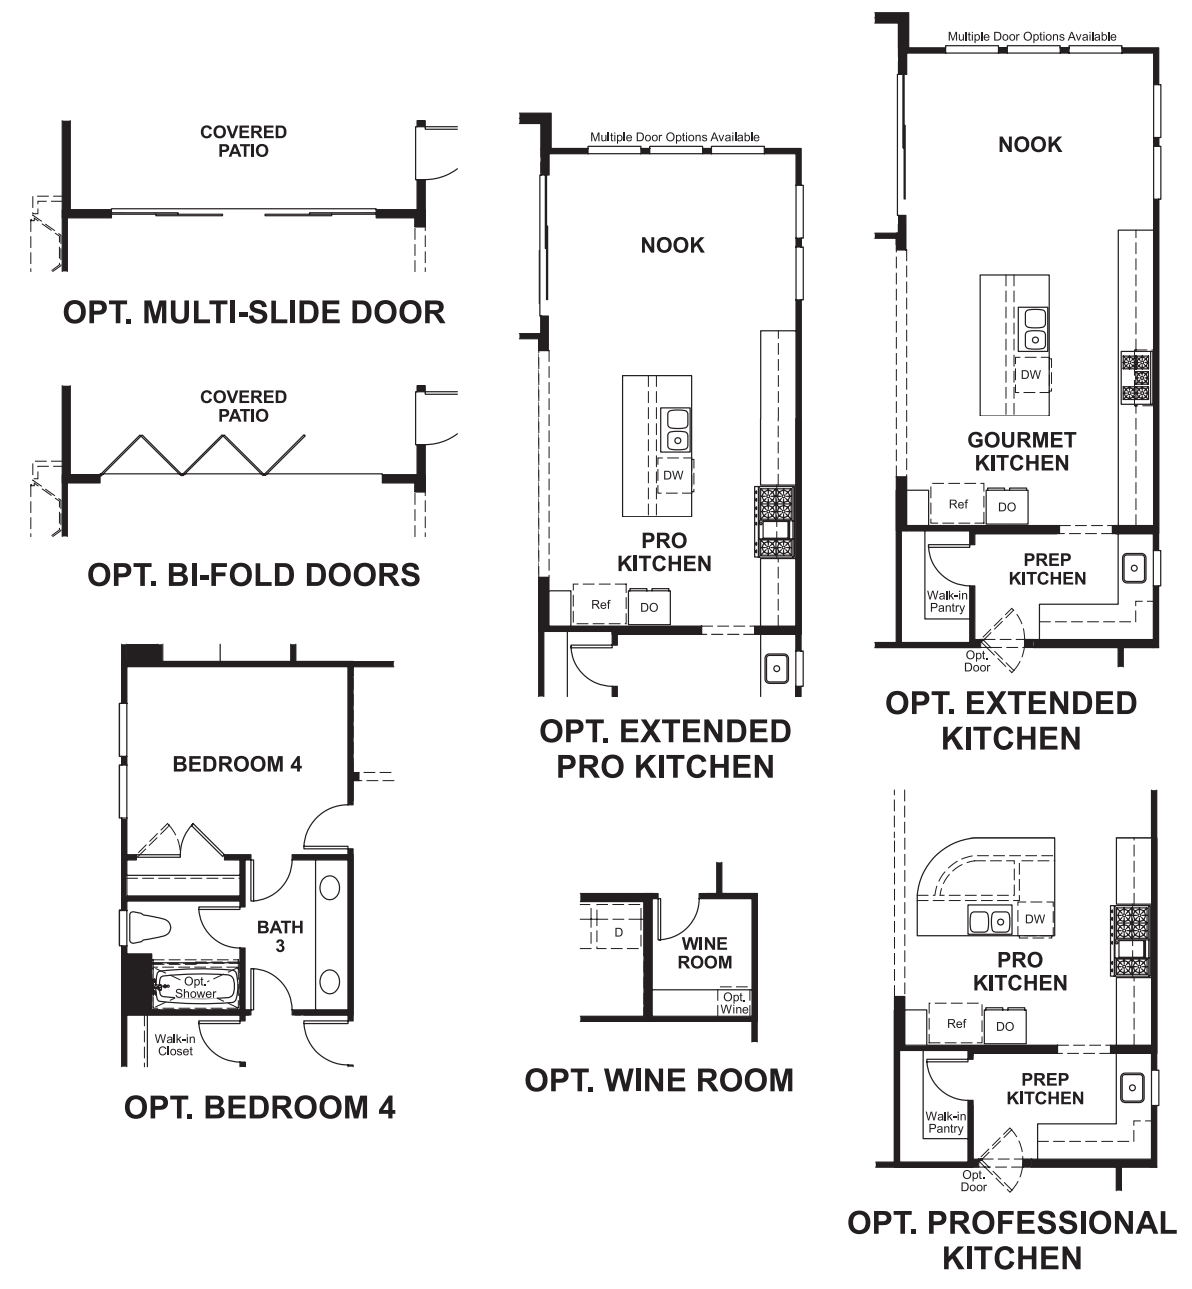 COVERED
PATIO
OPT. MULTI-SLIDE DOOR
COVERED
PATIO
OPT. BI-FOLD DOORS
BEDROOM 4
BATH
3
Opt.
Shower
Walk-in
Closet
OPT. BEDROOM 4
Multiple Door Options Available
NOOK
DW
PRO
KITCHEN
Ref
DO
OPT. EXTENDED
PRO KITCHEN
D
WINE
ROOM
Opt.
Wine
OPT. WINE ROOM
Multiple Door Options Available
NOOK
DW
GOURMET
KITCHEN
Ref
DO
PREP
KITCHEN
Walk-in
Pantry
Opt.
Door
OPT. EXTENDED
KITCHEN
DW
PRO
KITCHEN
Ref
DO
PREP
KITCHEN
Walk-in
Pantry
Opt.
Door
OPT. PROFESSIONAL
KITCHEN